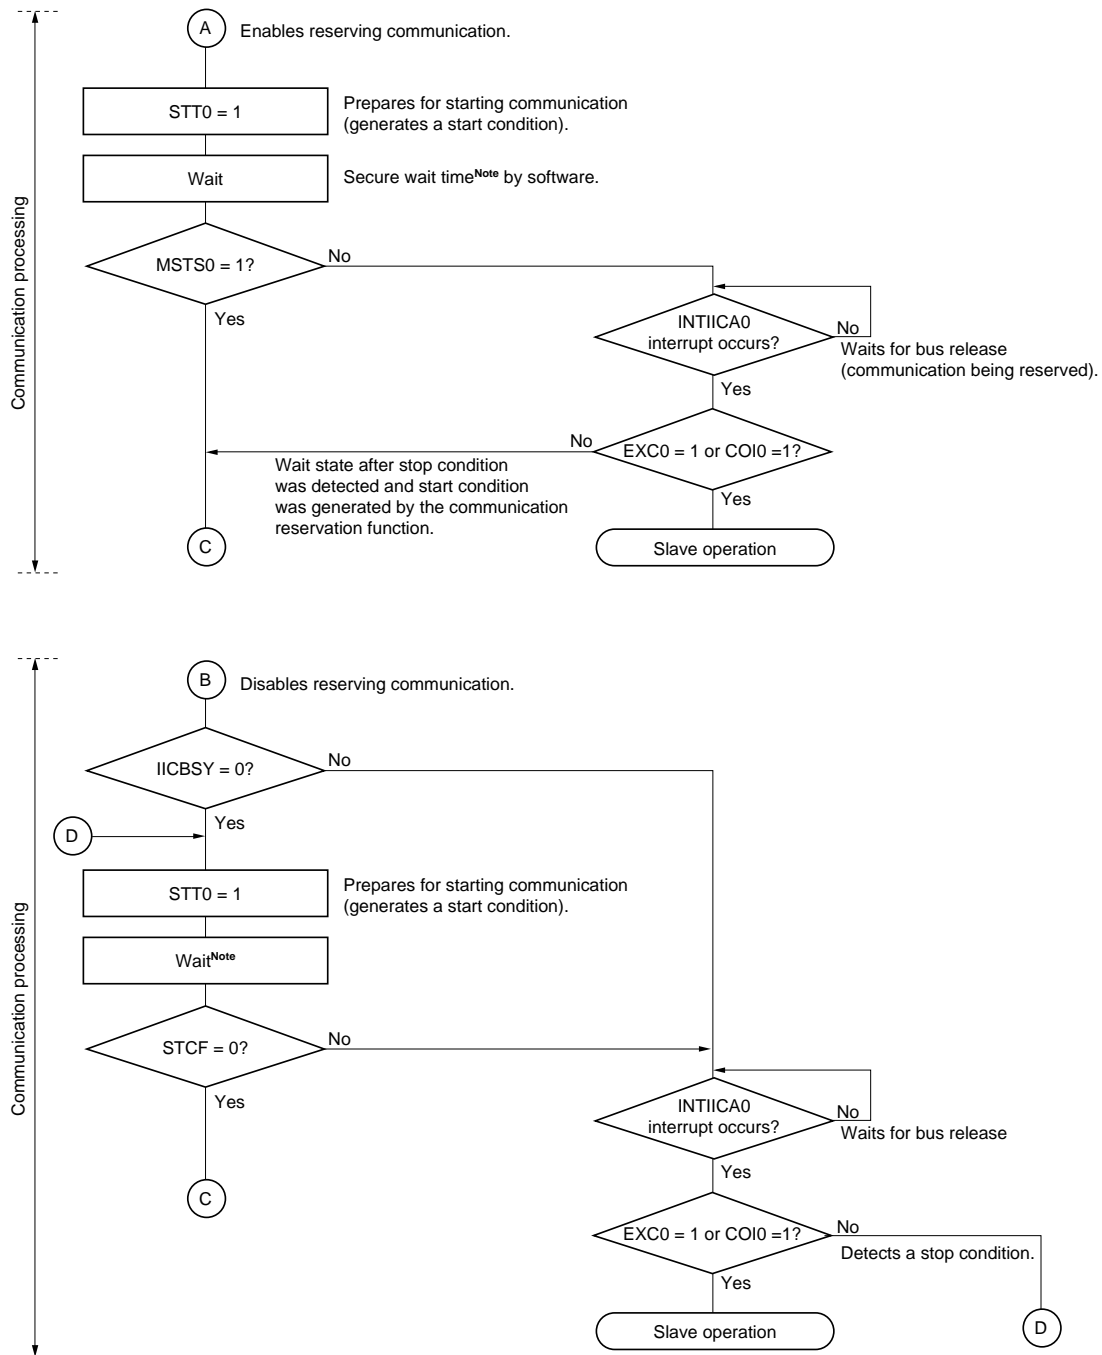 A
Enables reserving communication.
STT0 = 1
Prepares for starting communication
(generates a start condition).
Wait
Secure wait timeNote by software.
MSTS0 = 1?
No
Yes
INTIICA0
interrupt occurs?
No
Waits for bus release
(communication being reserved).
Yes
EXC0 = 1 or COI0 =1?
No
Wait state after stop condition
was detected and start condition
was generated by the communication
reservation function.
Yes
C
Slave operation
Communication processing
B
Disables reserving communication.
IICBSY = 0?
No
Yes
D
STT0 = 1
Prepares for starting communication
(generates a start condition).
WaitNote
STCF = 0?
No
Yes
INTIICA0
interrupt occurs?
No
Waits for bus release
Yes
C
EXC0 = 1 or COI0 =1?
No
Detects a stop condition.
Yes
Slave operation
D
Communication processing